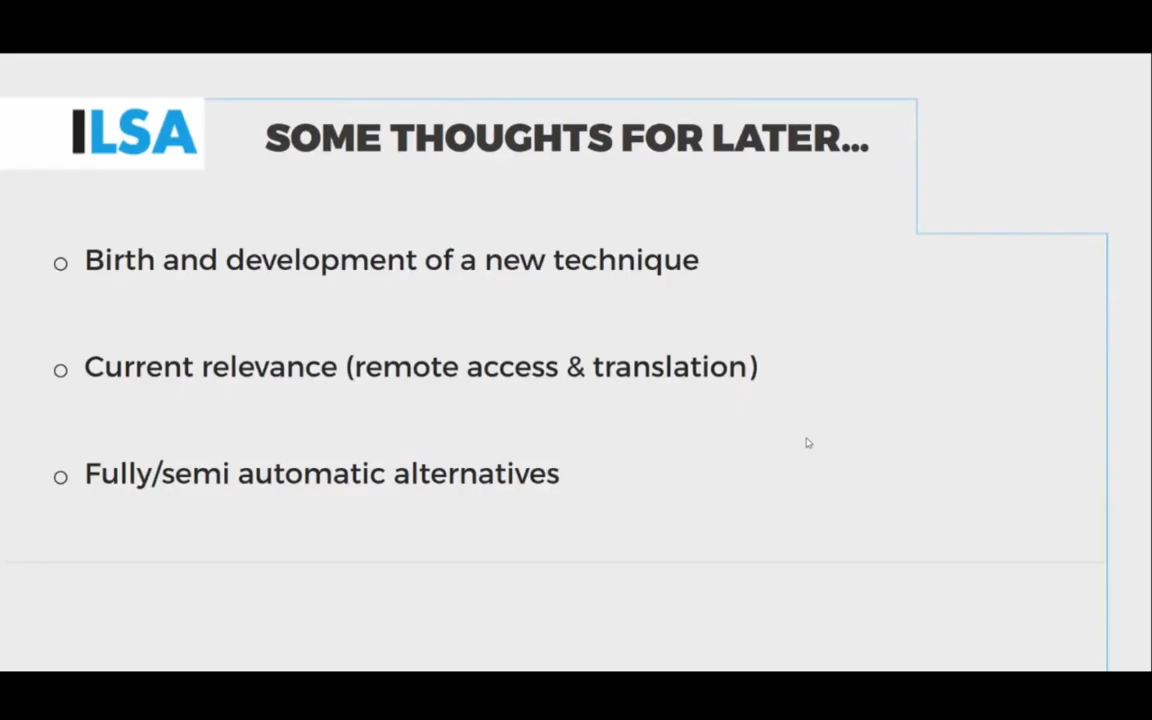 ILSA
SOME THOUGHTS FOR LATER...
Birth and development of a new technique
Current relevance (remote access & translation)
Fully/semi automatic alternatives